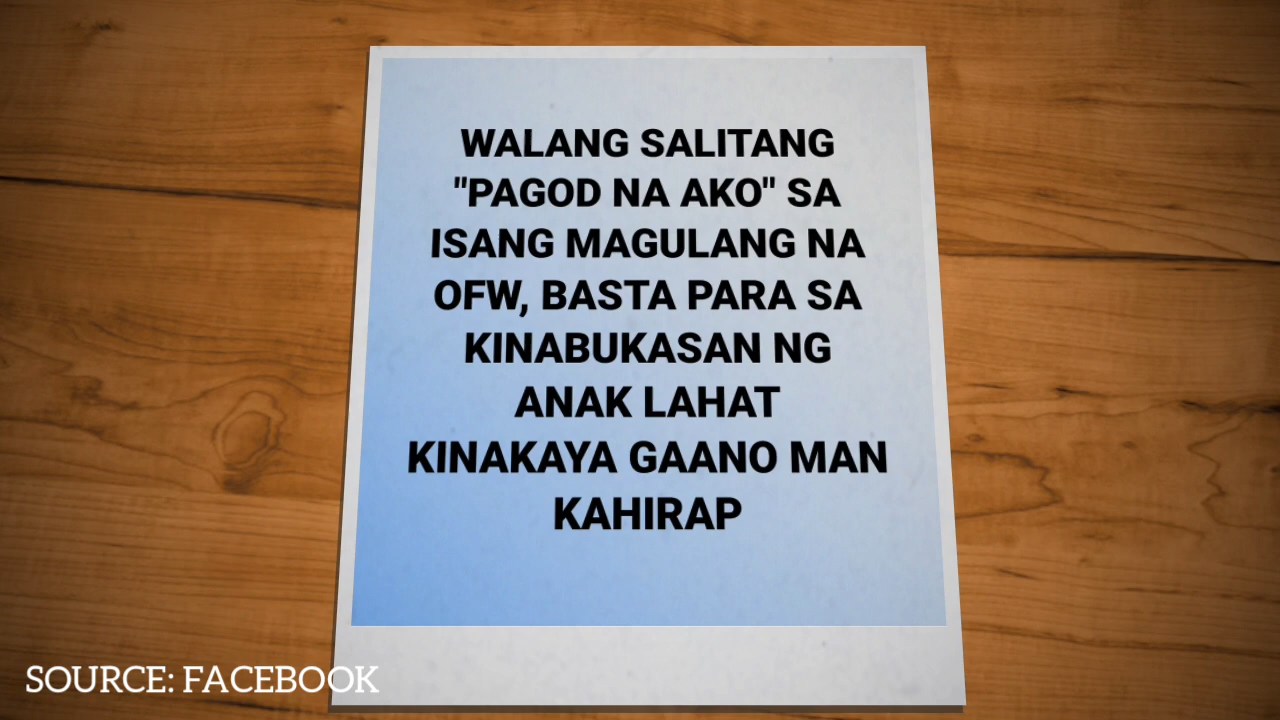 WALANG SALITANG
"PAGOD NA AKO" SA
ISANG MAGULANG NA
OFW, BASTA PARA SA
KINABUKASAN NG
ANAK LAHAT
KINAKAYA GAANO MAN
KAHIRAP
SOURCE: FACEBOOK